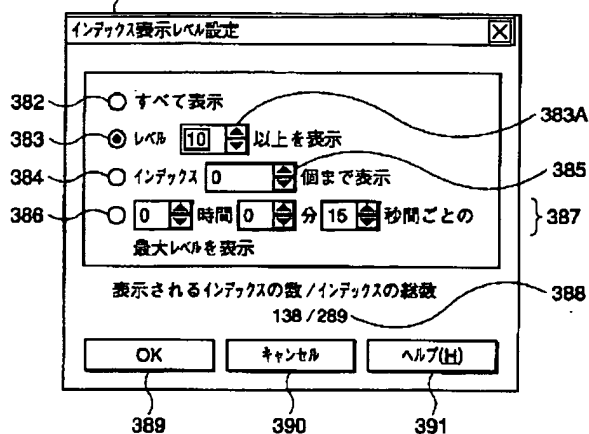 インデックス表示レベル設定
382 すべて表示
383 レベル 10 以上を表示 383A
384 インデックス 0 個まで表示 385
386 0 時間 0 分 15 秒間ごとの 387
最大レベルを表示
表示されるインデックスの数/インデックスの総数 388
138/289
OK キャンセル ヘルプ(H)
389 390 391